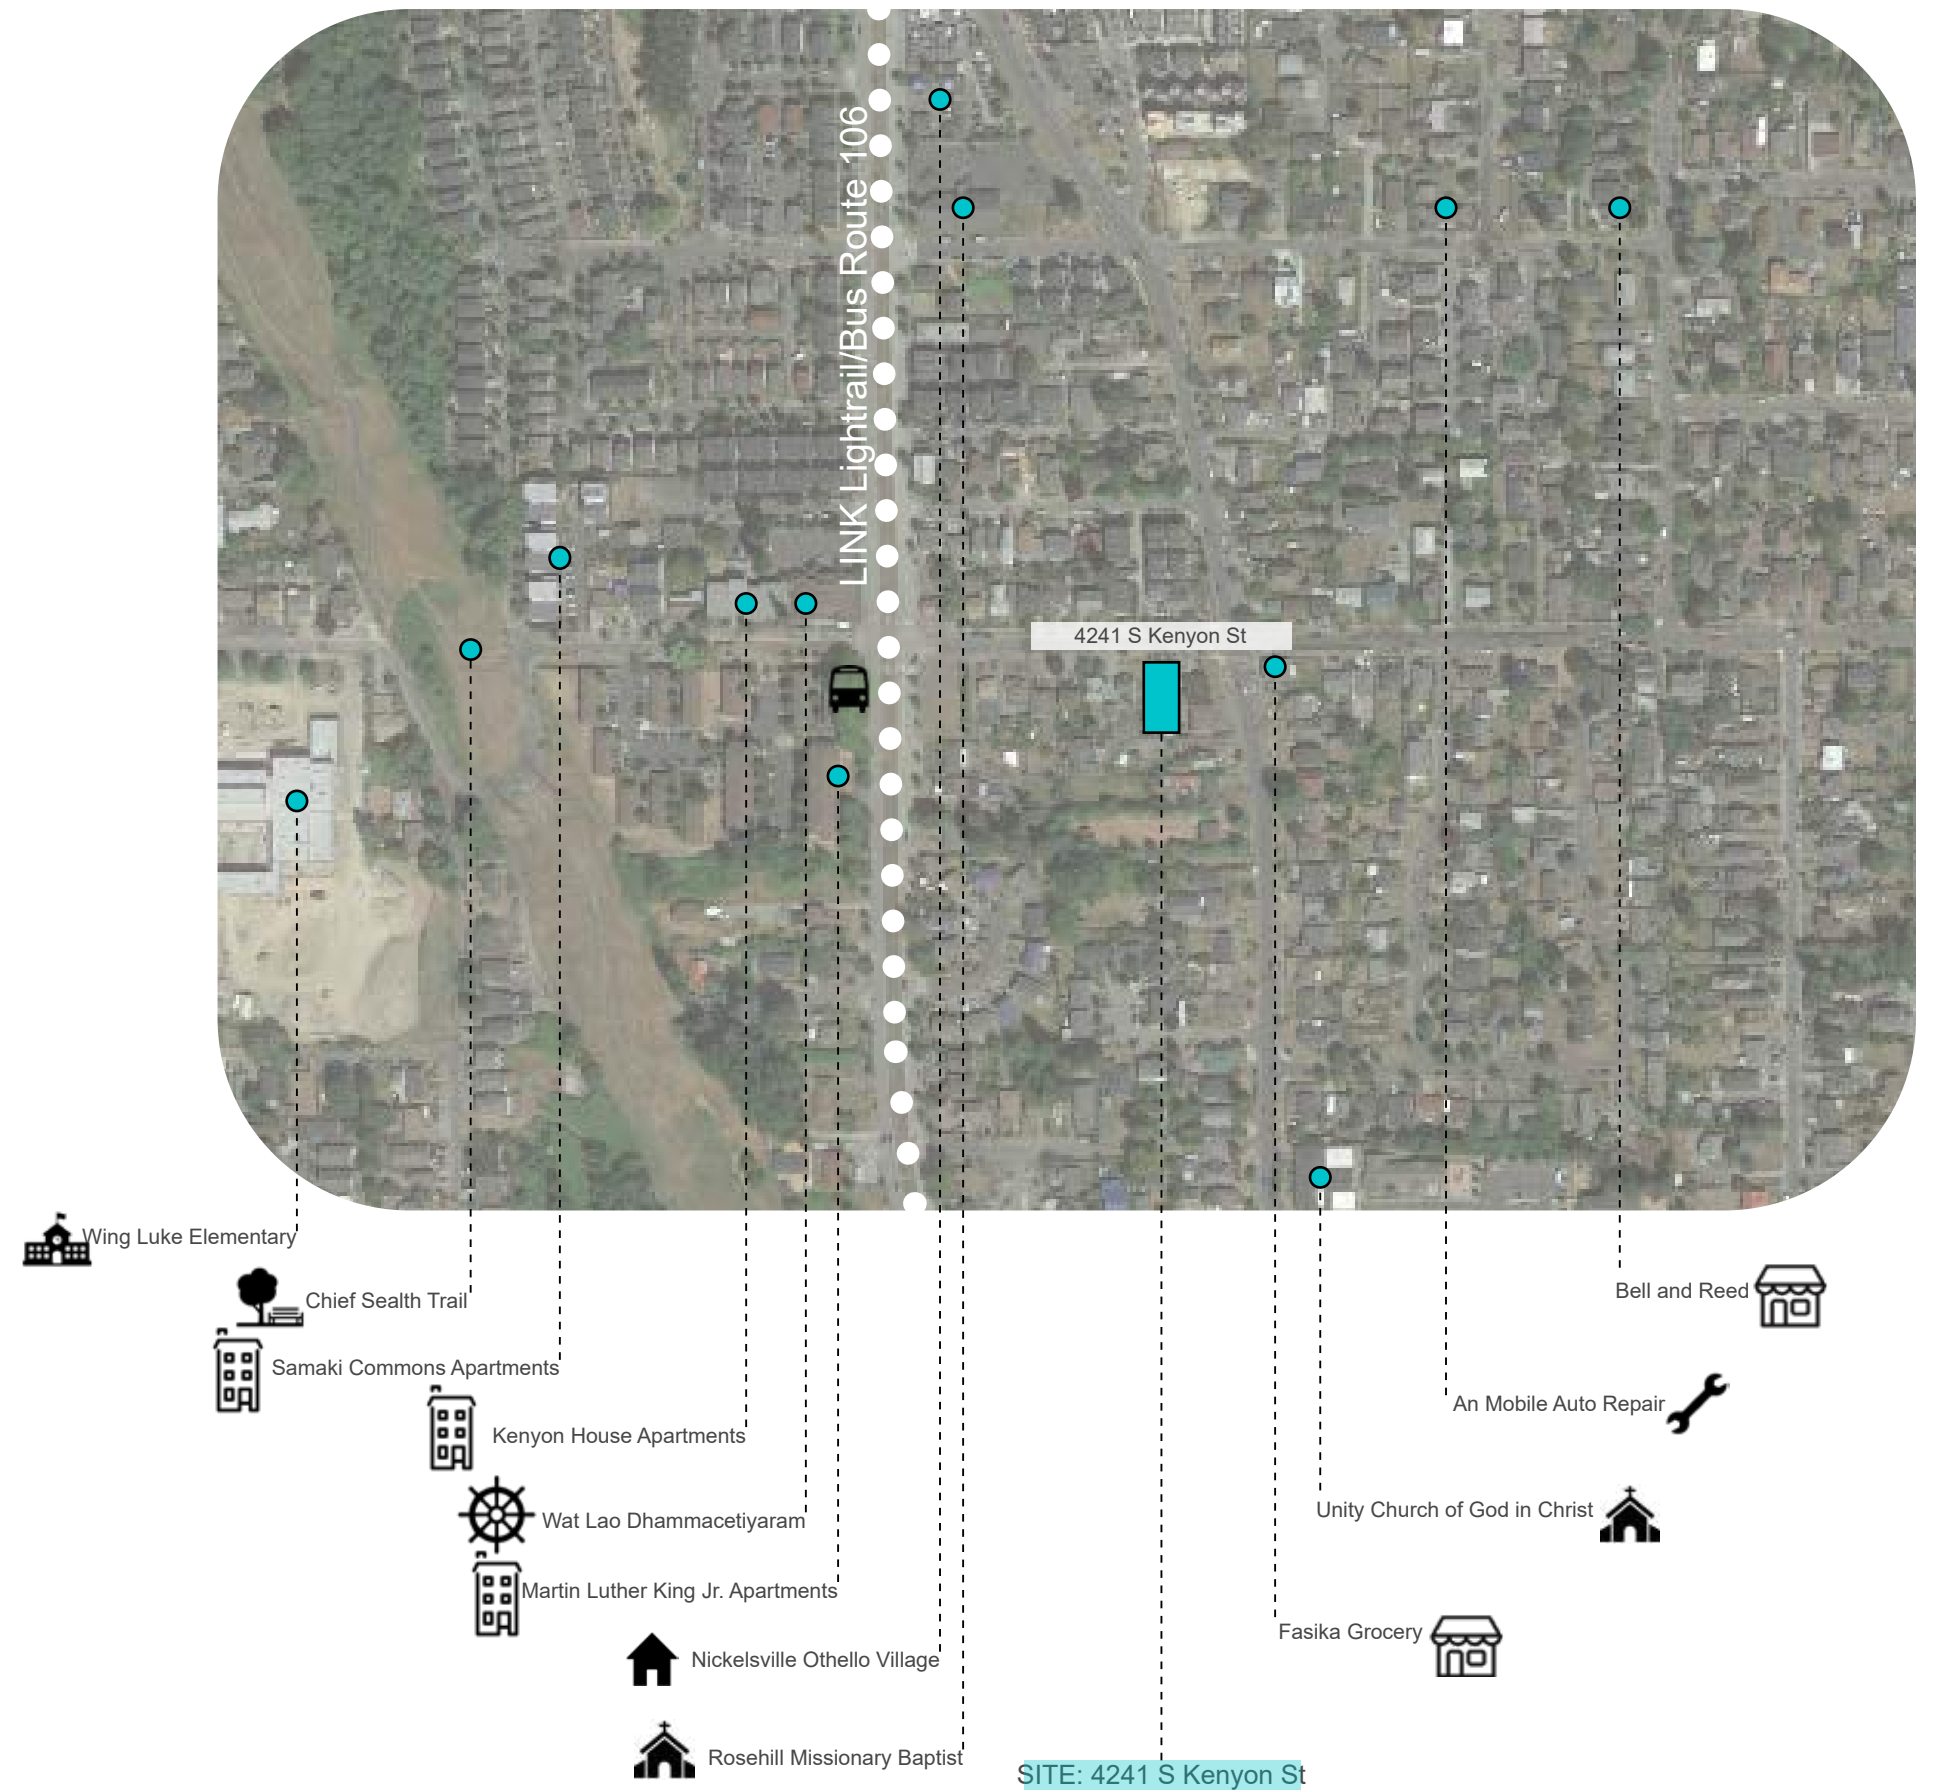 LINK Lightrail/Bus Route 106
4241 S Kenyon St
Wing Luke Elementary
Chief Sealth Trail
Bell and Reed
Samaki Commons Apartments
An Mobile Auto Repair
Kenyon House Apartments
Unity Church of God in Christ
Wat Lao Dhammacetiyaram
Martin Luther King Jr. Apartments
Fasika Grocery
Nickelsville Othello Village
Rosehill Missionary Baptist
SITE: 4241 S Kenyon St